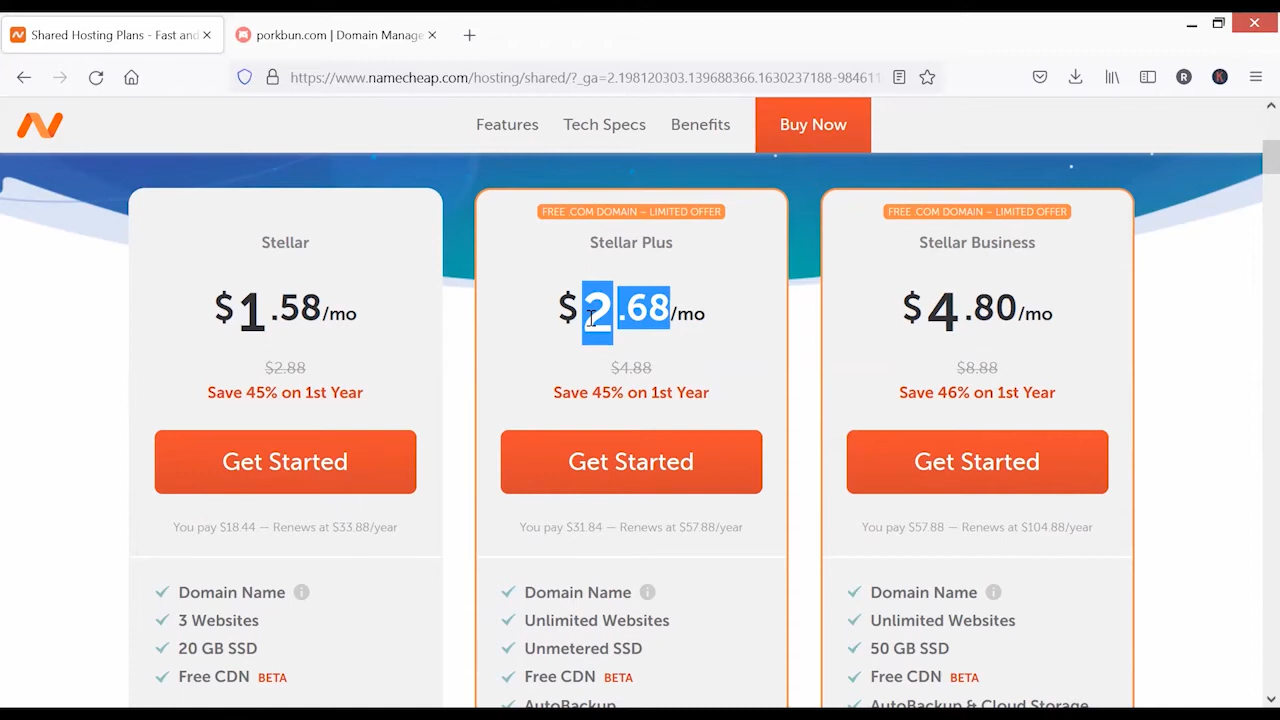 Shared Hosting Plans - Fast and
porkbun.com | Domain Manage
https://www.namecheap.com/hosting/shared/?_ga=2.198120303.139688366.1630237188-984611
R
K
Features
Tech Specs
Benefits
Buy Now
Stellar
$1.58/mo
$2.88
Save 45% on 1st Year
Get Started
You pay $18.44 — Renews at $33.88/year
Domain Name
3 Websites
20 GB SSD
Free CDN BETA
FREE .COM DOMAIN – LIMITED OFFER
Stellar Plus
$2.68/mo
$4.88
Save 45% on 1st Year
Get Started
You pay $31.84 — Renews at $57.88/year
Domain Name
Unlimited Websites
Unmetered SSD
Free CDN BETA
AutoBackup
FREE .COM DOMAIN – LIMITED OFFER
Stellar Business
$4.80/mo
$8.88
Save 46% on 1st Year
Get Started
You pay $57.88 — Renews at $104.88/year
Domain Name
Unlimited Websites
50 GB SSD
Free CDN BETA
AutoBackup & Cloud Storage